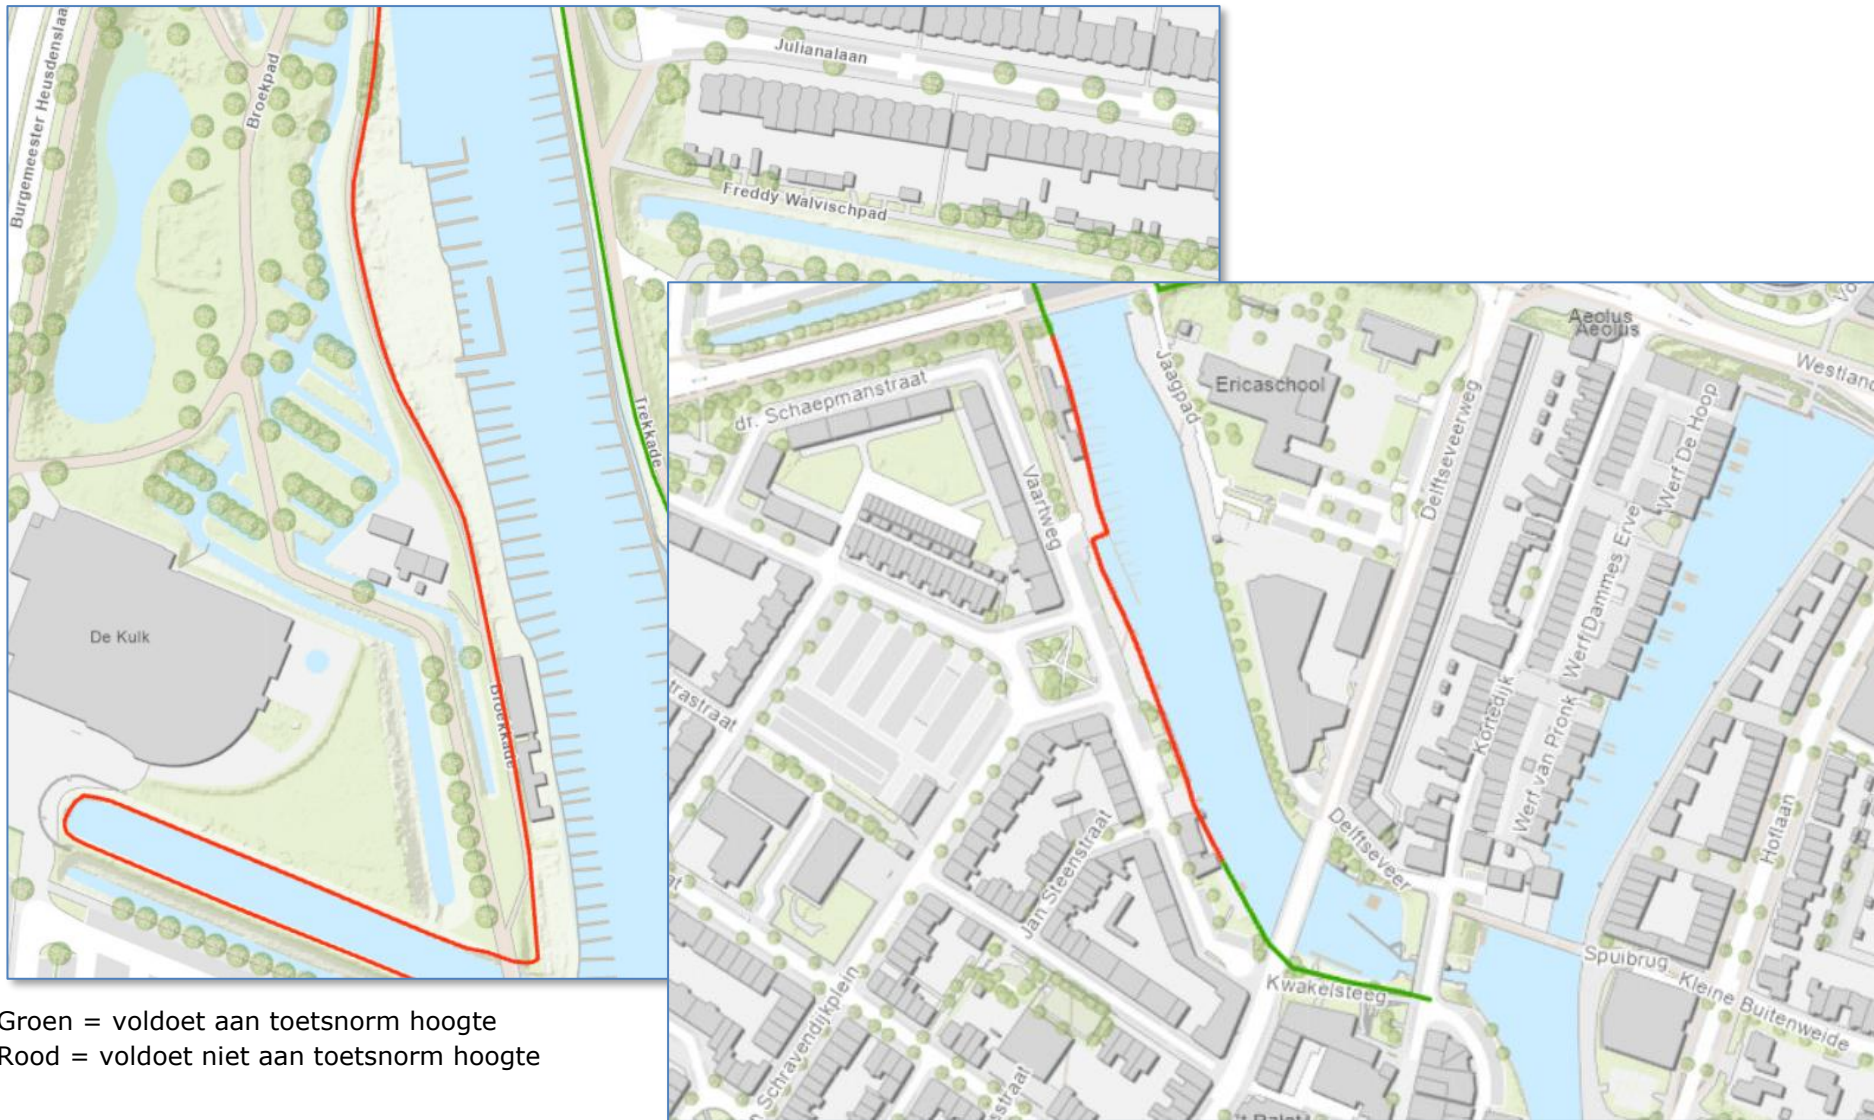 Burgemeester Heusdenslaa
Broekpad
Julianalaan
Freddy Walvischpad
Trekkade
De Kulk
Broekkade
Aeolus
Aeolus
Westland
Jaagpad
Ericaschool
dr. Schaepmanstraat
Vaartweg
Delftseveerweg
Werf De Hoop
Werf Dammes Erve
Kortedijk
Werf van Pronk
trastraat
Jan Steenstraat
Delftseveer
Hoflaan
Spuibrug
Kleine Buitenweide
Kwakelsteeg
Schravendijkplein
straat
Groen = voldoet aan toetsnorm hoogte
Rood = voldoet niet aan toetsnorm hoogte